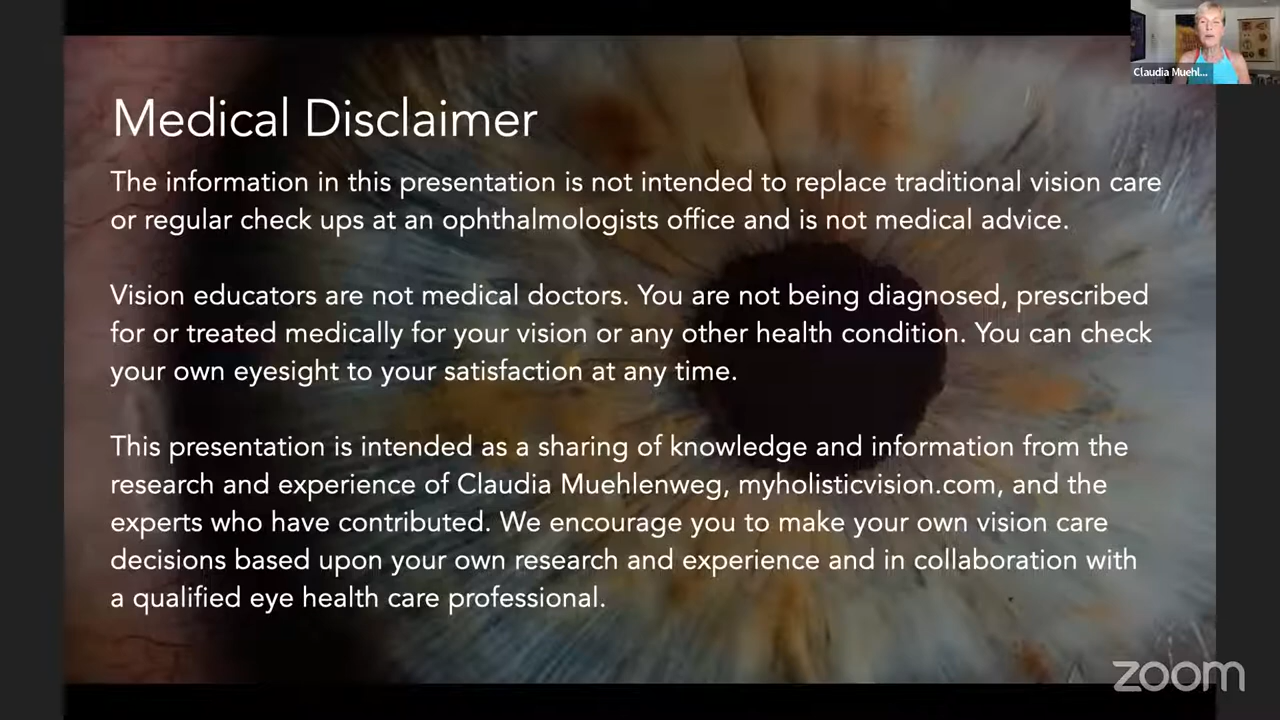 Claudia Muehl...
Medical Disclaimer
The information in this presentation is not intended to replace traditional vision care
or regular check ups at an ophthalmologists office and is not medical advice.
Vision educators are not medical doctors. You are not being diagnosed, prescribed
for or treated medically for your vision or any other health condition. You can check
your own eyesight to your satisfaction at any time.
This presentation is intended as a sharing of knowledge and information from the
research and experience of Claudia Muehlenweg, myholisticvision.com, and the
experts who have contributed. We encourage you to make your own vision care
decisions based upon your own research and experience and in collaboration with
a qualified eye health care professional.
zoom